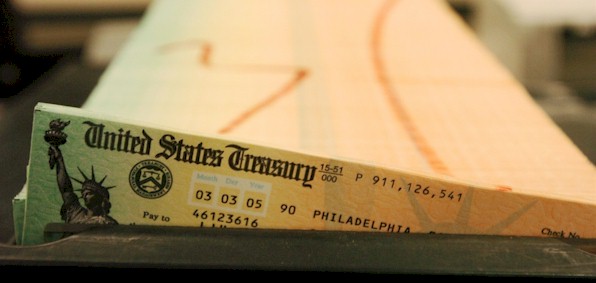 United States Treasury 15-51 P 911,126,541
000
Month Day Year
03 03 05 90 PHILADELPHIA,
Pay to 46123616
Check No.